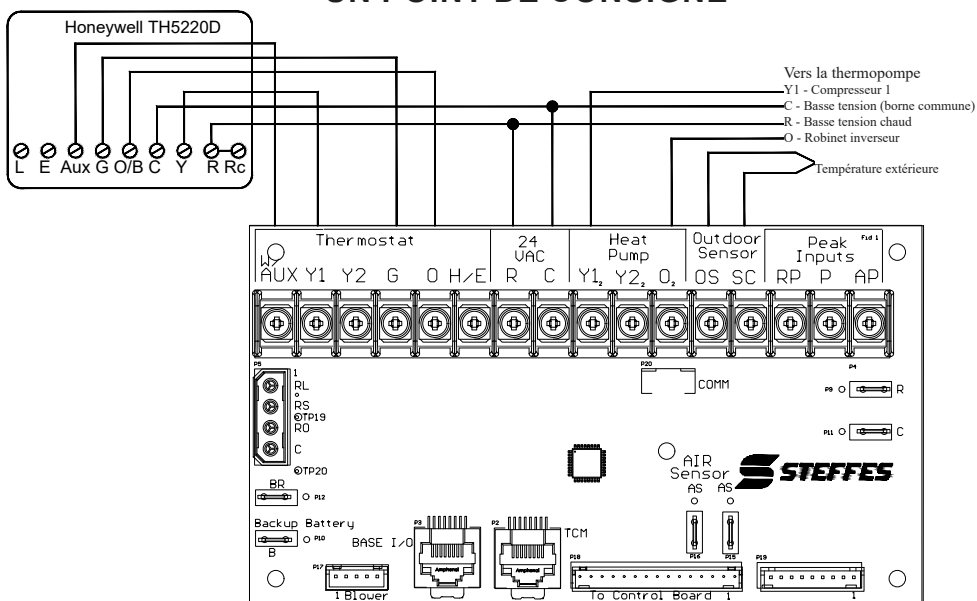 UN POINT DE CONSIGNE
Honeywell TH5220D
L E Aux G O/B C Y R Rc
Vers la thermopompe
Y1 - Compresseur 1
C - Basse tension (borne commune)
R - Basse tension chaud
O - Robinet inverseur
Température extérieure
Thermostat
24 VAC
Heat Pump
Outdoor Sensor
Peak Inputs
Fid 1
W/
AUX Y1 Y2 G O H/E R C Y1₂ Y2₂ O₂ OS SC RP P AP
P5
1
RL
RS
TP19
RO
C
TP20
BR
P12
Backup Battery
P10
B
P20
COMM
P4
P9
R
P11
C
AIR Sensor
AS AS
P16 P15
STEFFES
BASE I/O
P3
Amphenol
P2
TCM
Amphenol
P17
1 Blower
P18
To Control Board 1
P19
1